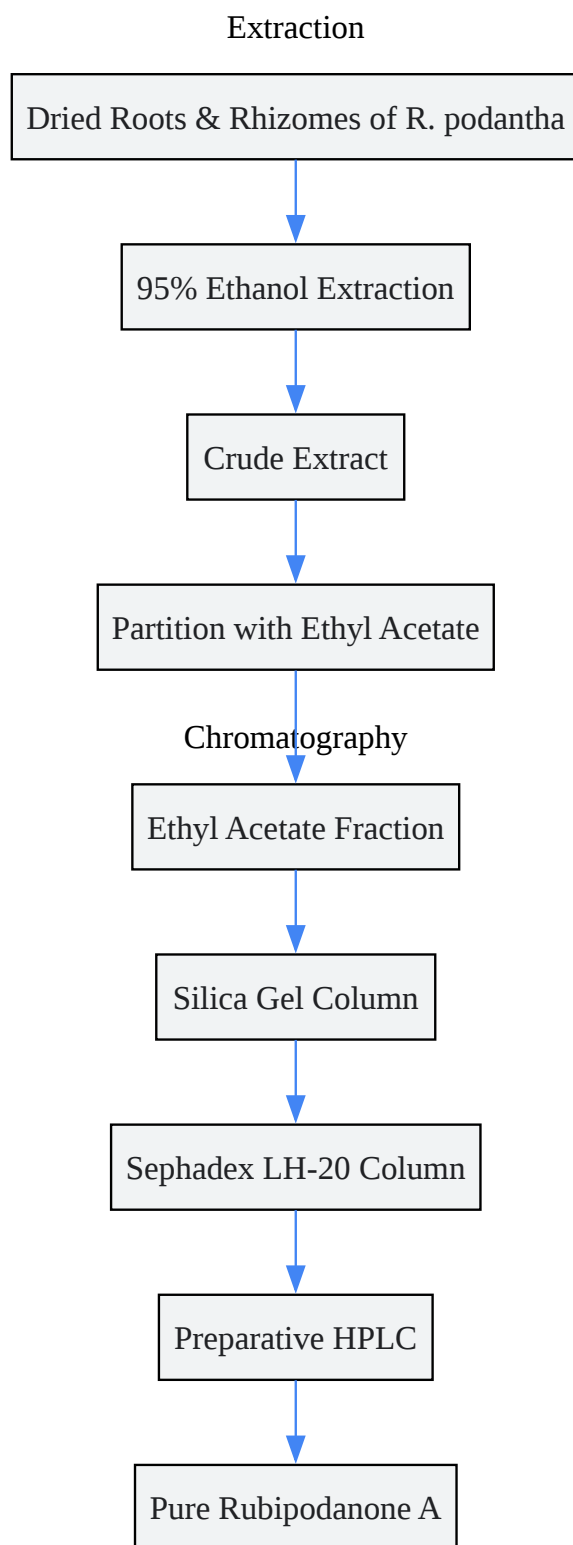 Extraction
Dried Roots & Rhizomes of R. podantha
95% Ethanol Extraction
Crude Extract
Partition with Ethyl Acetate
Chromatography
Ethyl Acetate Fraction
Silica Gel Column
Sephadex LH-20 Column
Preparative HPLC
Pure Rubipodanone A